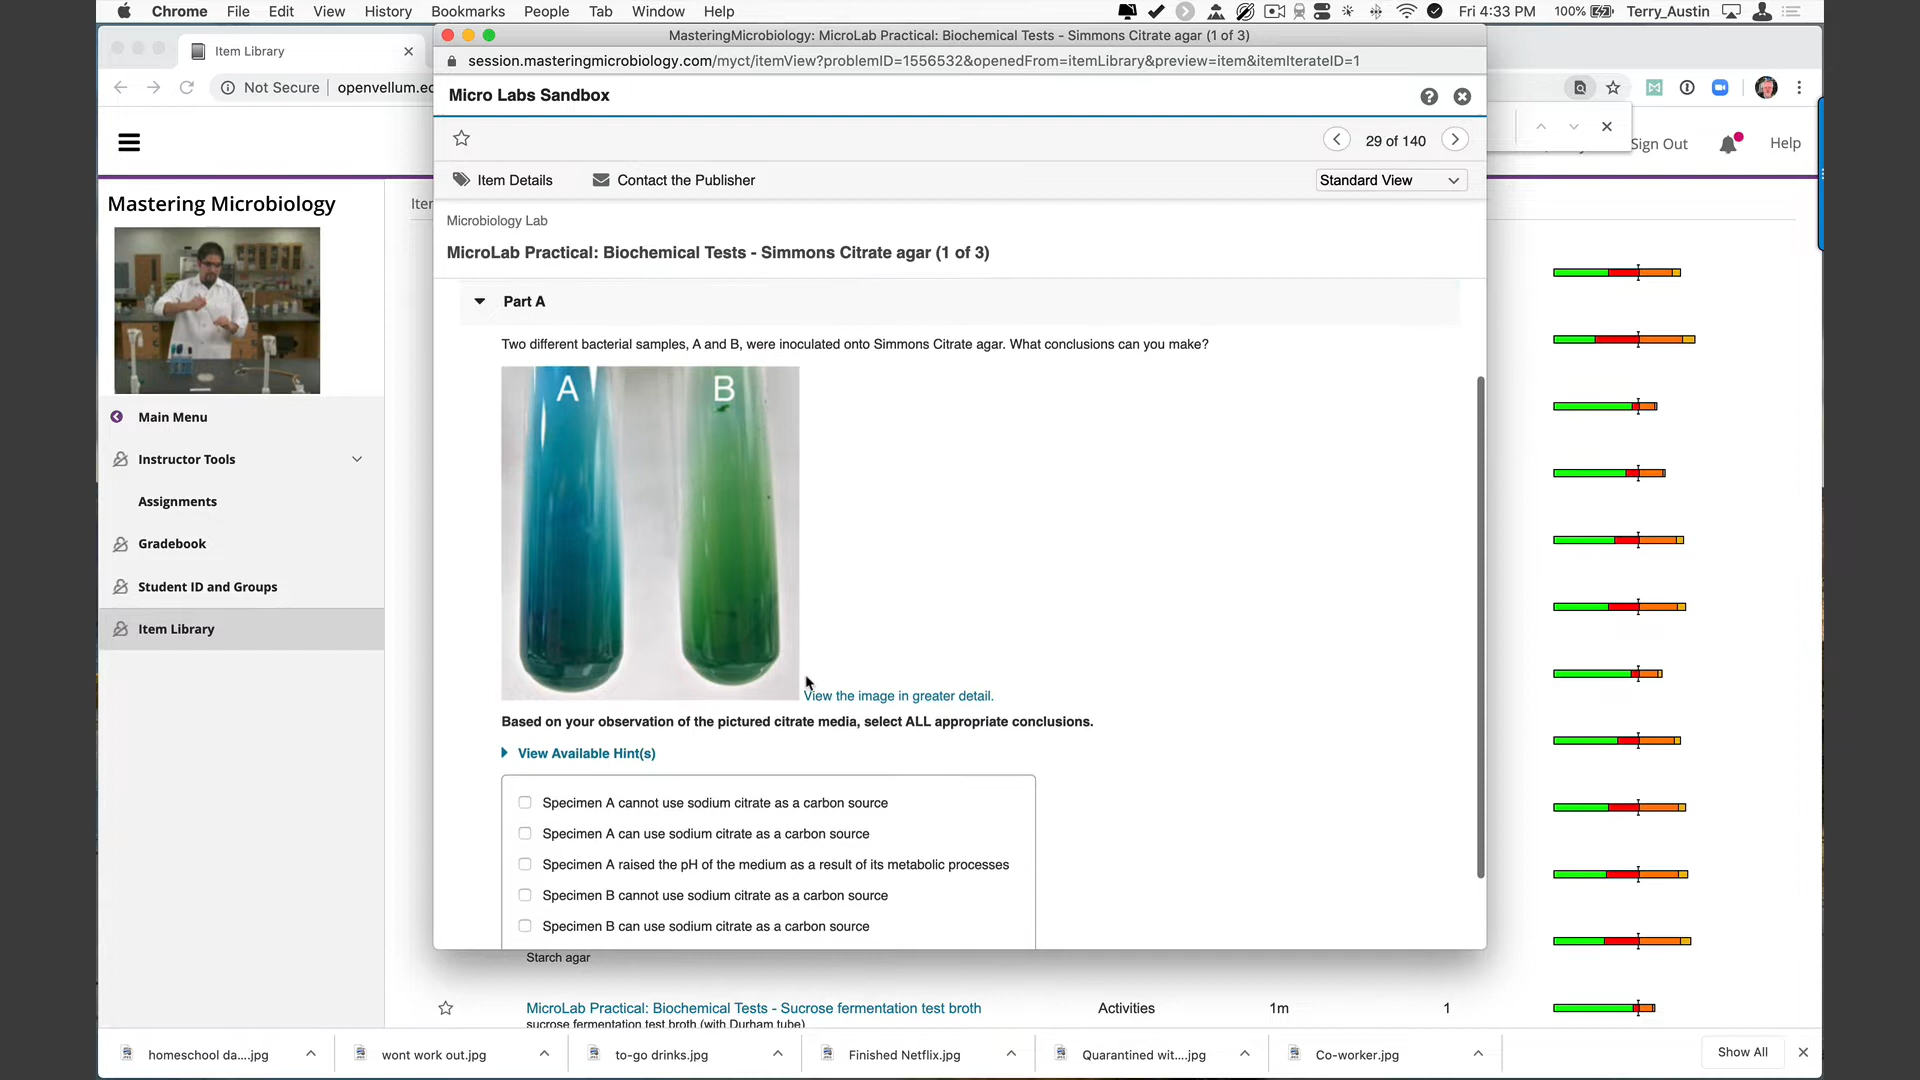 Chrome File Edit View History Bookmarks People Tab Window Help
100% Fri 4:33 PM Terry_Austin
Item Library
MasteringMicrobiology: MicroLab Practical: Biochemical Tests - Simmons Citrate agar (1 of 3)
Not Secure openvellum.ec
session.masteringmicrobiology.com/myct/itemView?problemID=1556532&openedFrom=itemLibrary&preview=item&itemIterateID=1
Micro Labs Sandbox
29 of 140
Sign Out
Help
Item Details
Contact the Publisher
Standard View
Mastering Microbiology
Iter
Microbiology Lab
MicroLab Practical: Biochemical Tests - Simmons Citrate agar (1 of 3)
Part A
Two different bacterial samples, A and B, were inoculated onto Simmons Citrate agar. What conclusions can you make?
A B
Main Menu
Instructor Tools
Assignments
Gradebook
Student ID and Groups
Item Library
View the image in greater detail.
Based on your observation of the pictured citrate media, select ALL appropriate conclusions.
View Available Hint(s)
Specimen A cannot use sodium citrate as a carbon source
Specimen A can use sodium citrate as a carbon source
Specimen A raised the pH of the medium as a result of its metabolic processes
Specimen B cannot use sodium citrate as a carbon source
Specimen B can use sodium citrate as a carbon source
Starch agar
MicroLab Practical: Biochemical Tests - Sucrose fermentation test broth Activities 1m 1
sucrose fermentation test broth (with Durham tube)
homeschool da....jpg
wont work out.jpg
to-go drinks.jpg
Finished Netflix.jpg
Quarantined wit....jpg
Co-worker.jpg
Show All